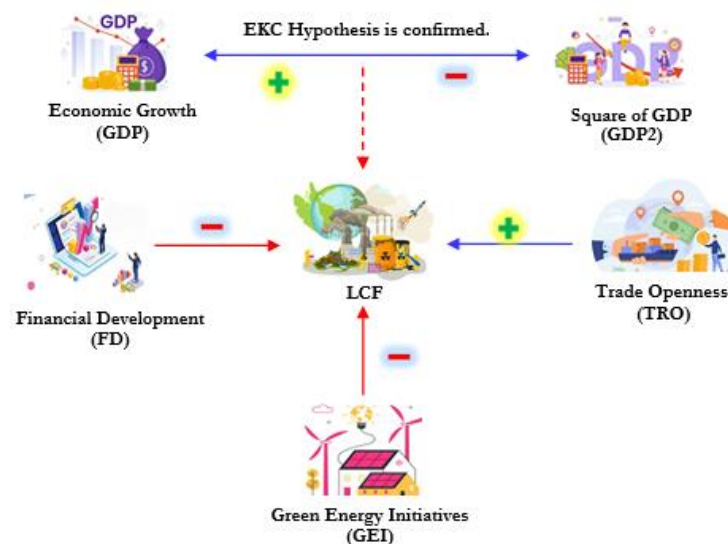 GDP
EKC Hypothesis is confirmed.
GDP
Economic Growth
(GDP)
Square of GDP
(GDP2)
LCF
Financial Development
(FD)
Trade Openness
(TRO)
Green Energy Initiatives
(GEI)